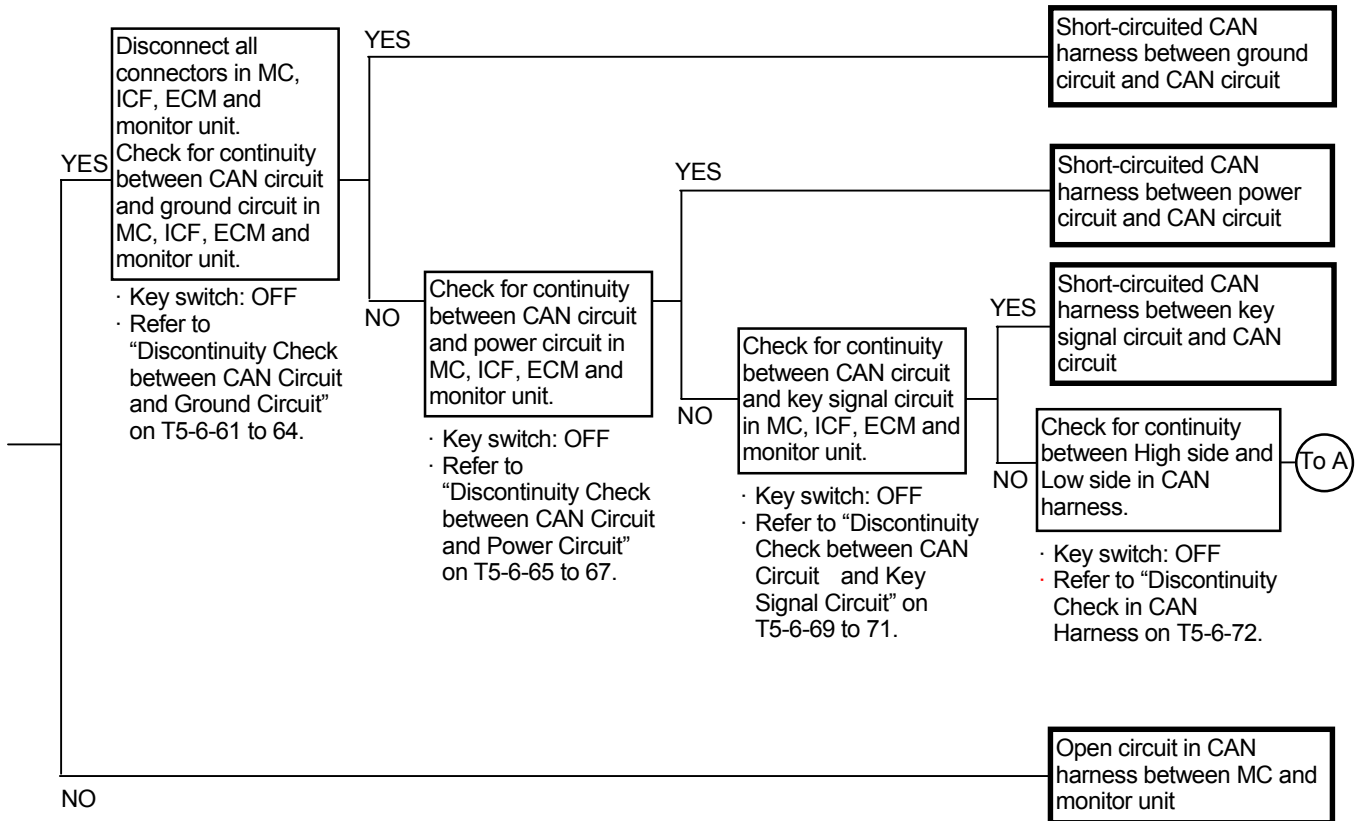 YES
Disconnect all
connectors in MC,
ICF, ECM and
monitor unit.
Check for continuity
between CAN circuit
and ground circuit in
MC, ICF, ECM and
monitor unit.
· Key switch: OFF
· Refer to
“Discontinuity Check
between CAN Circuit
and Ground Circuit”
on T5-6-61 to 64.
YES
Short-circuited CAN
harness between ground
circuit and CAN circuit
NO
Check for continuity
between CAN circuit
and power circuit in
MC, ICF, ECM and
monitor unit.
· Key switch: OFF
· Refer to
“Discontinuity Check
between CAN Circuit
and Power Circuit”
on T5-6-65 to 67.
YES
Short-circuited CAN
harness between power
circuit and CAN circuit
NO
Check for continuity
between CAN circuit
and key signal circuit
in MC, ICF, ECM and
monitor unit.
· Key switch: OFF
· Refer to “Discontinuity
Check between CAN
Circuit and Key
Signal Circuit” on
T5-6-69 to 71.
YES
Short-circuited CAN
harness between key
signal circuit and CAN
circuit
NO
Check for continuity
between High side and
Low side in CAN
harness.
To A
· Key switch: OFF
· Refer to “Discontinuity
Check in CAN
Harness on T5-6-72.
NO
Open circuit in CAN
harness between MC and
monitor unit